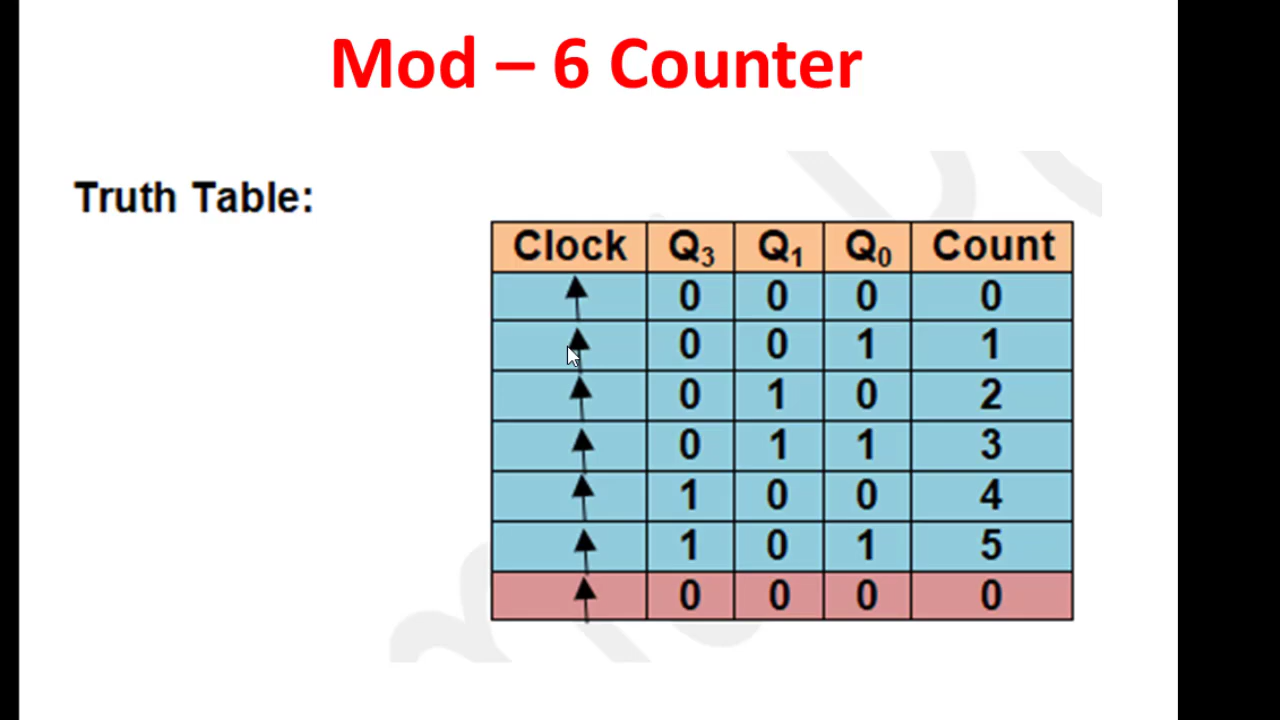 Mod – 6 Counter
Truth Table:
Clock Q₃ Q₁ Q₀ Count
0 0 0 0
0 0 1 1
0 1 0 2
0 1 1 3
1 0 0 4
1 0 1 5
0 0 0 0